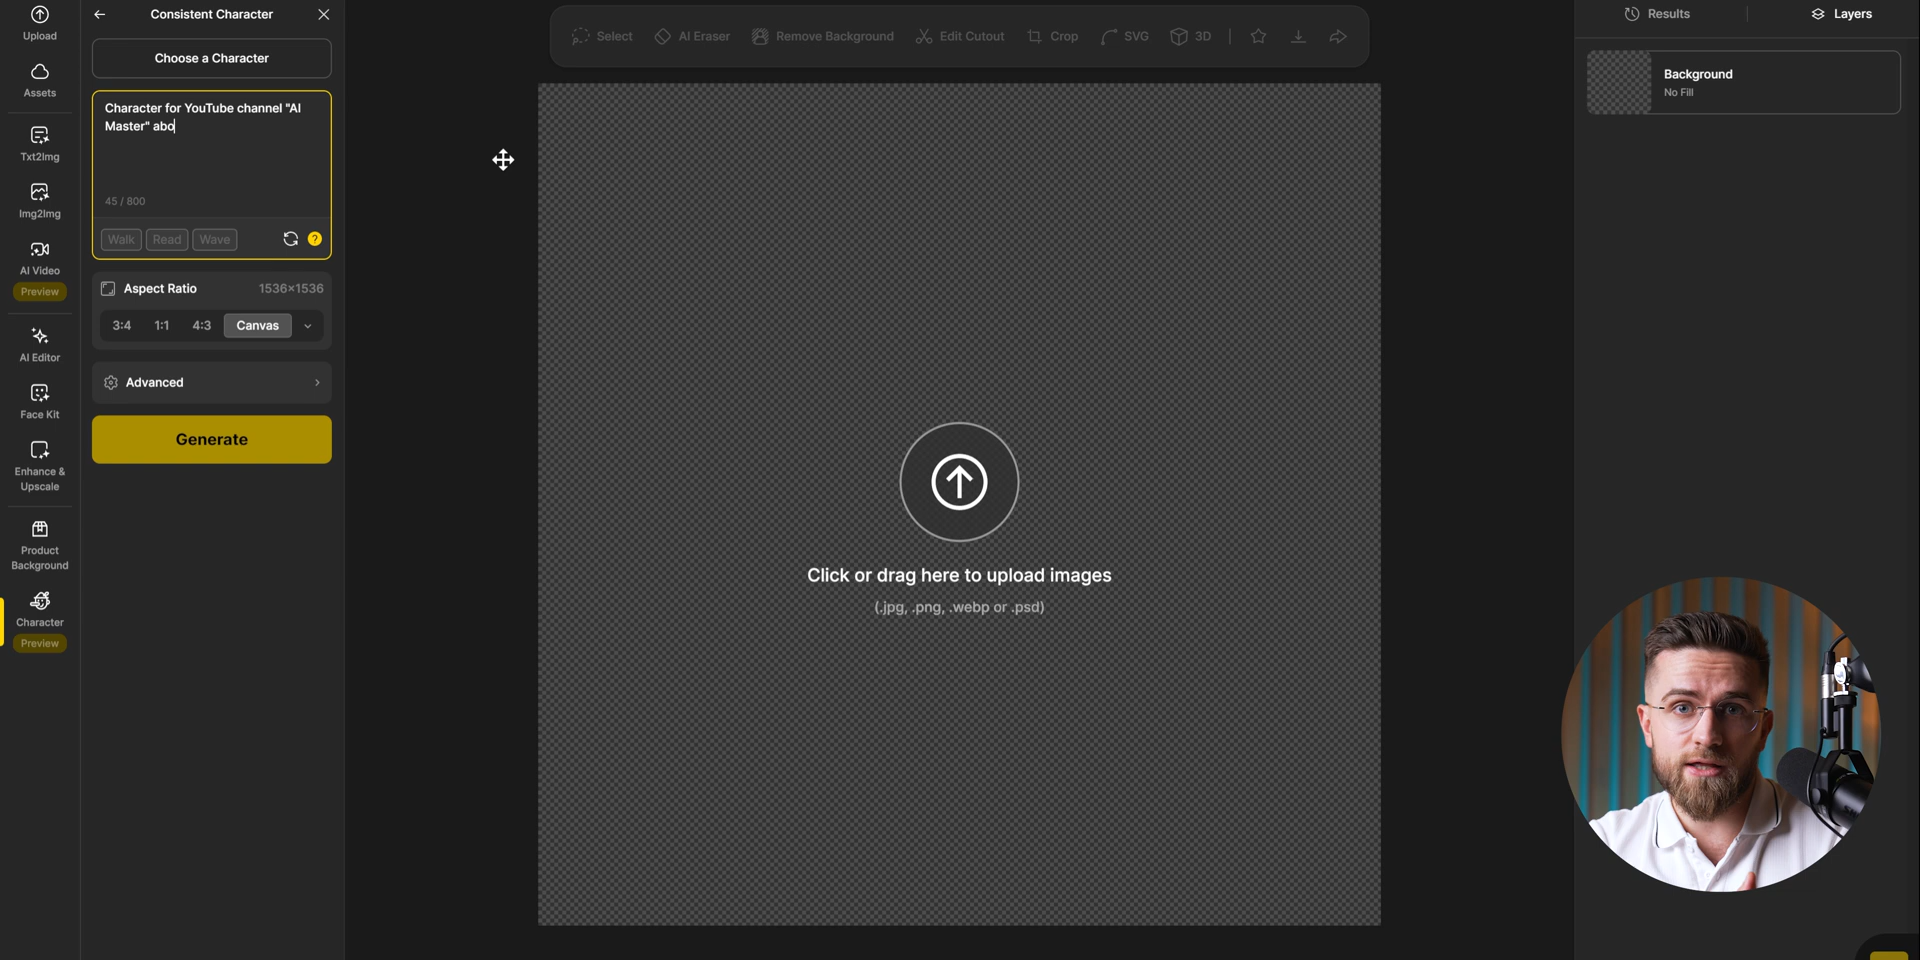 Upload
Assets
Txt2Img
Img2Img
AI Video
Preview
AI Editor
Face Kit
Enhance &
Upscale
Product
Background
Character
Preview
Consistent Character
Choose a Character
Character for YouTube channel "AI
Master" abo
45 / 800
Walk Read Wave
?
Aspect Ratio 1536×1536
3:4 1:1 4:3 Canvas
Advanced
Generate
Select AI Eraser Remove Background Edit Cutout Crop SVG 3D
Click or drag here to upload images
(.jpg, .png, .webp or .psd)
Results Layers
Background
No Fill